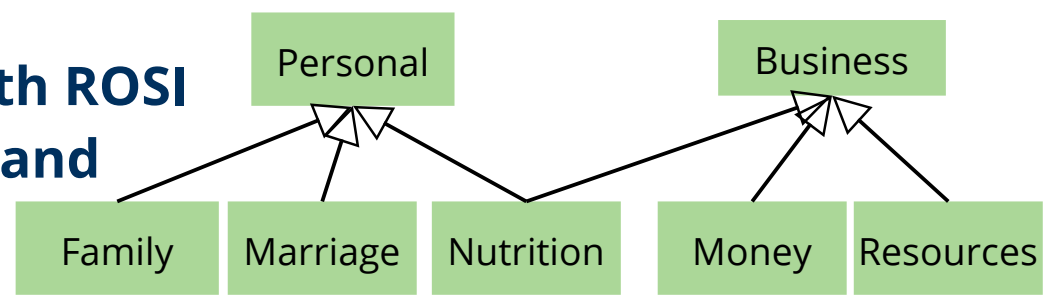 Personal
Business
th ROSI
and
Family
Marriage
Nutrition
Money
Resources